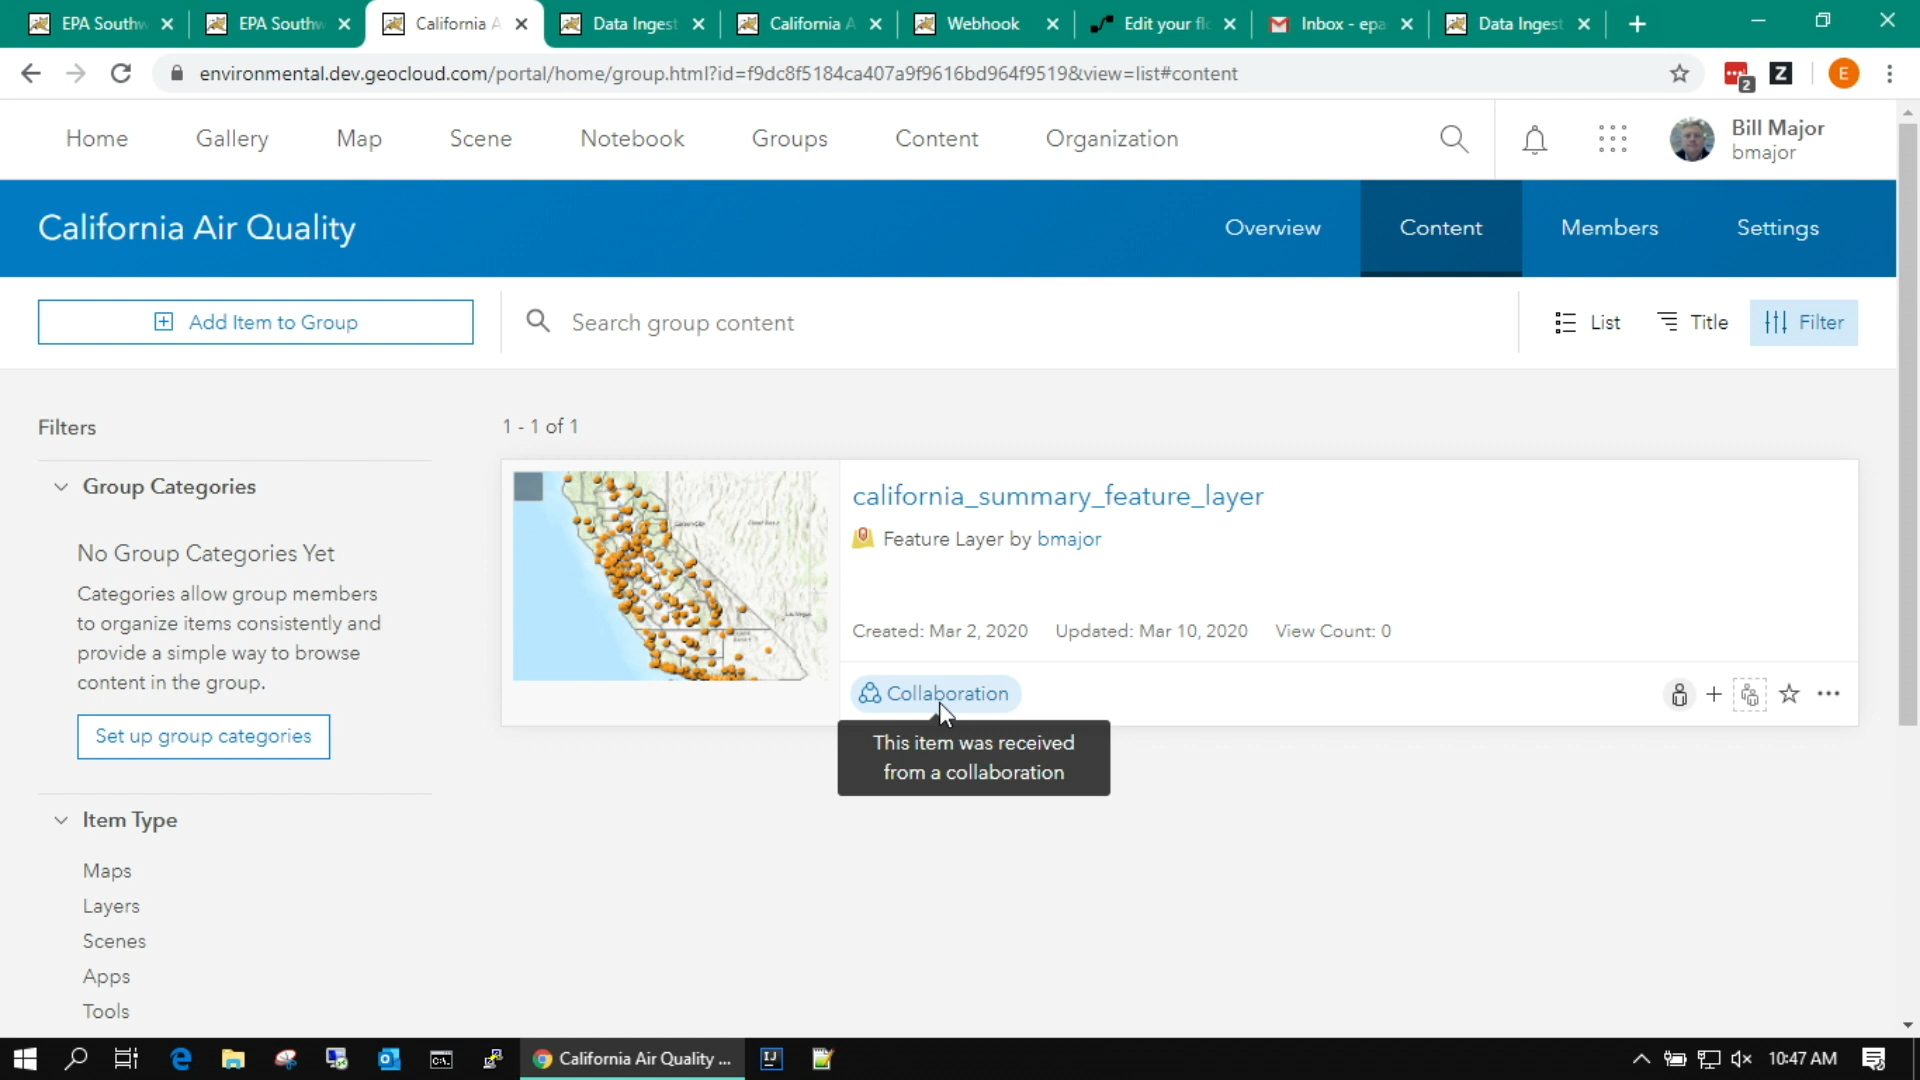 EPA Southw
EPA Southw
California A
Data Ingest
California A
Webhook
Edit your flo
Inbox - epa
Data Ingest
environmental.dev.geocloud.com/portal/home/group.html?id=f9dc8f5184ca407a9f9616bd964f9519&view=list#content
2
Z
E
Home
Gallery
Map
Scene
Notebook
Groups
Content
Organization
Bill Major
bmajor
California Air Quality
Overview
Content
Members
Settings
Add Item to Group
Search group content
List
Title
Filter
Filters
1 - 1 of 1
Group Categories
No Group Categories Yet
Categories allow group members
to organize items consistently and
provide a simple way to browse
content in the group.
Set up group categories
california_summary_feature_layer
Feature Layer by bmajor
Created: Mar 2, 2020
Updated: Mar 10, 2020
View Count: 0
Collaboration
This item was received
from a collaboration
Item Type
Maps
Layers
Scenes
Apps
Tools
California Air Quality ...
IJ
10:47 AM